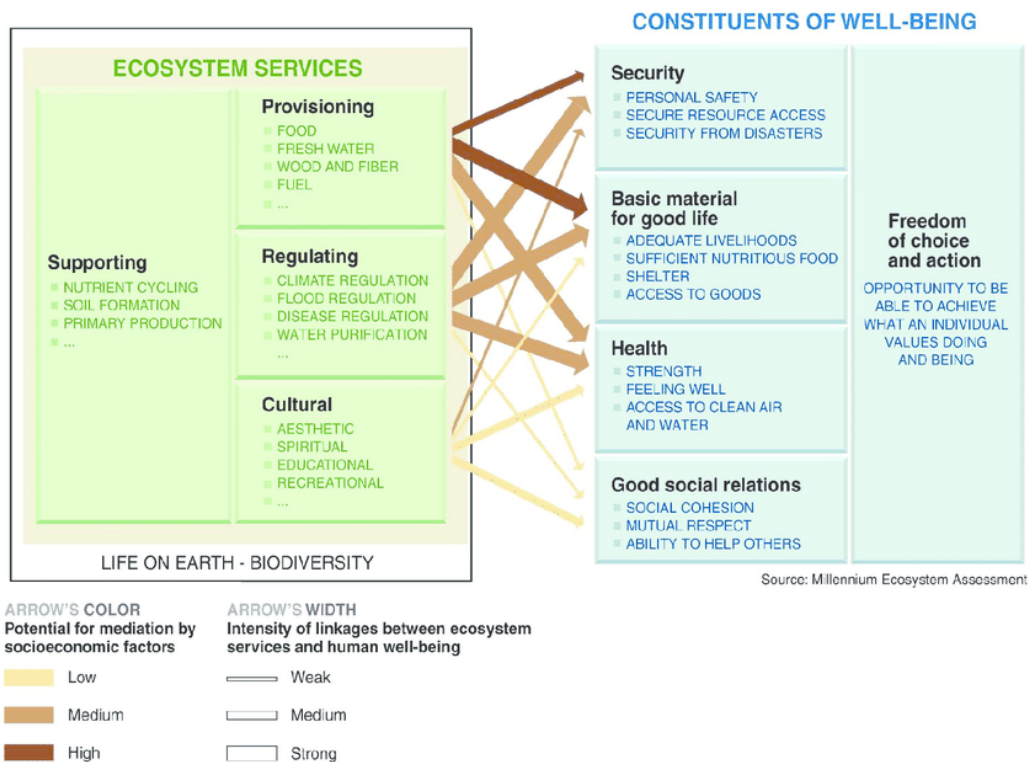 CONSTITUENTS OF WELL-BEING
ECOSYSTEM SERVICES
Supporting
NUTRIENT CYCLING
SOIL FORMATION
PRIMARY PRODUCTION
...
Provisioning
FOOD
FRESH WATER
WOOD AND FIBER
FUEL
...
Regulating
CLIMATE REGULATION
FLOOD REGULATION
DISEASE REGULATION
WATER PURIFICATION
...
Cultural
AESTHETIC
SPIRITUAL
EDUCATIONAL
RECREATIONAL
...
LIFE ON EARTH - BIODIVERSITY
Security
PERSONAL SAFETY
SECURE RESOURCE ACCESS
SECURITY FROM DISASTERS
Basic material
for good life
ADEQUATE LIVELIHOODS
SUFFICIENT NUTRITIOUS FOOD
SHELTER
ACCESS TO GOODS
Health
STRENGTH
FEELING WELL
ACCESS TO CLEAN AIR
AND WATER
Good social relations
SOCIAL COHESION
MUTUAL RESPECT
ABILITY TO HELP OTHERS
Freedom
of choice
and action
OPPORTUNITY TO BE
ABLE TO ACHIEVE
WHAT AN INDIVIDUAL
VALUES DOING
AND BEING
Source: Millennium Ecosystem Assessment
ARROW'S COLOR
Potential for mediation by
socioeconomic factors
Low
Medium
High
ARROW'S WIDTH
Intensity of linkages between ecosystem
services and human well-being
Weak
Medium
Strong